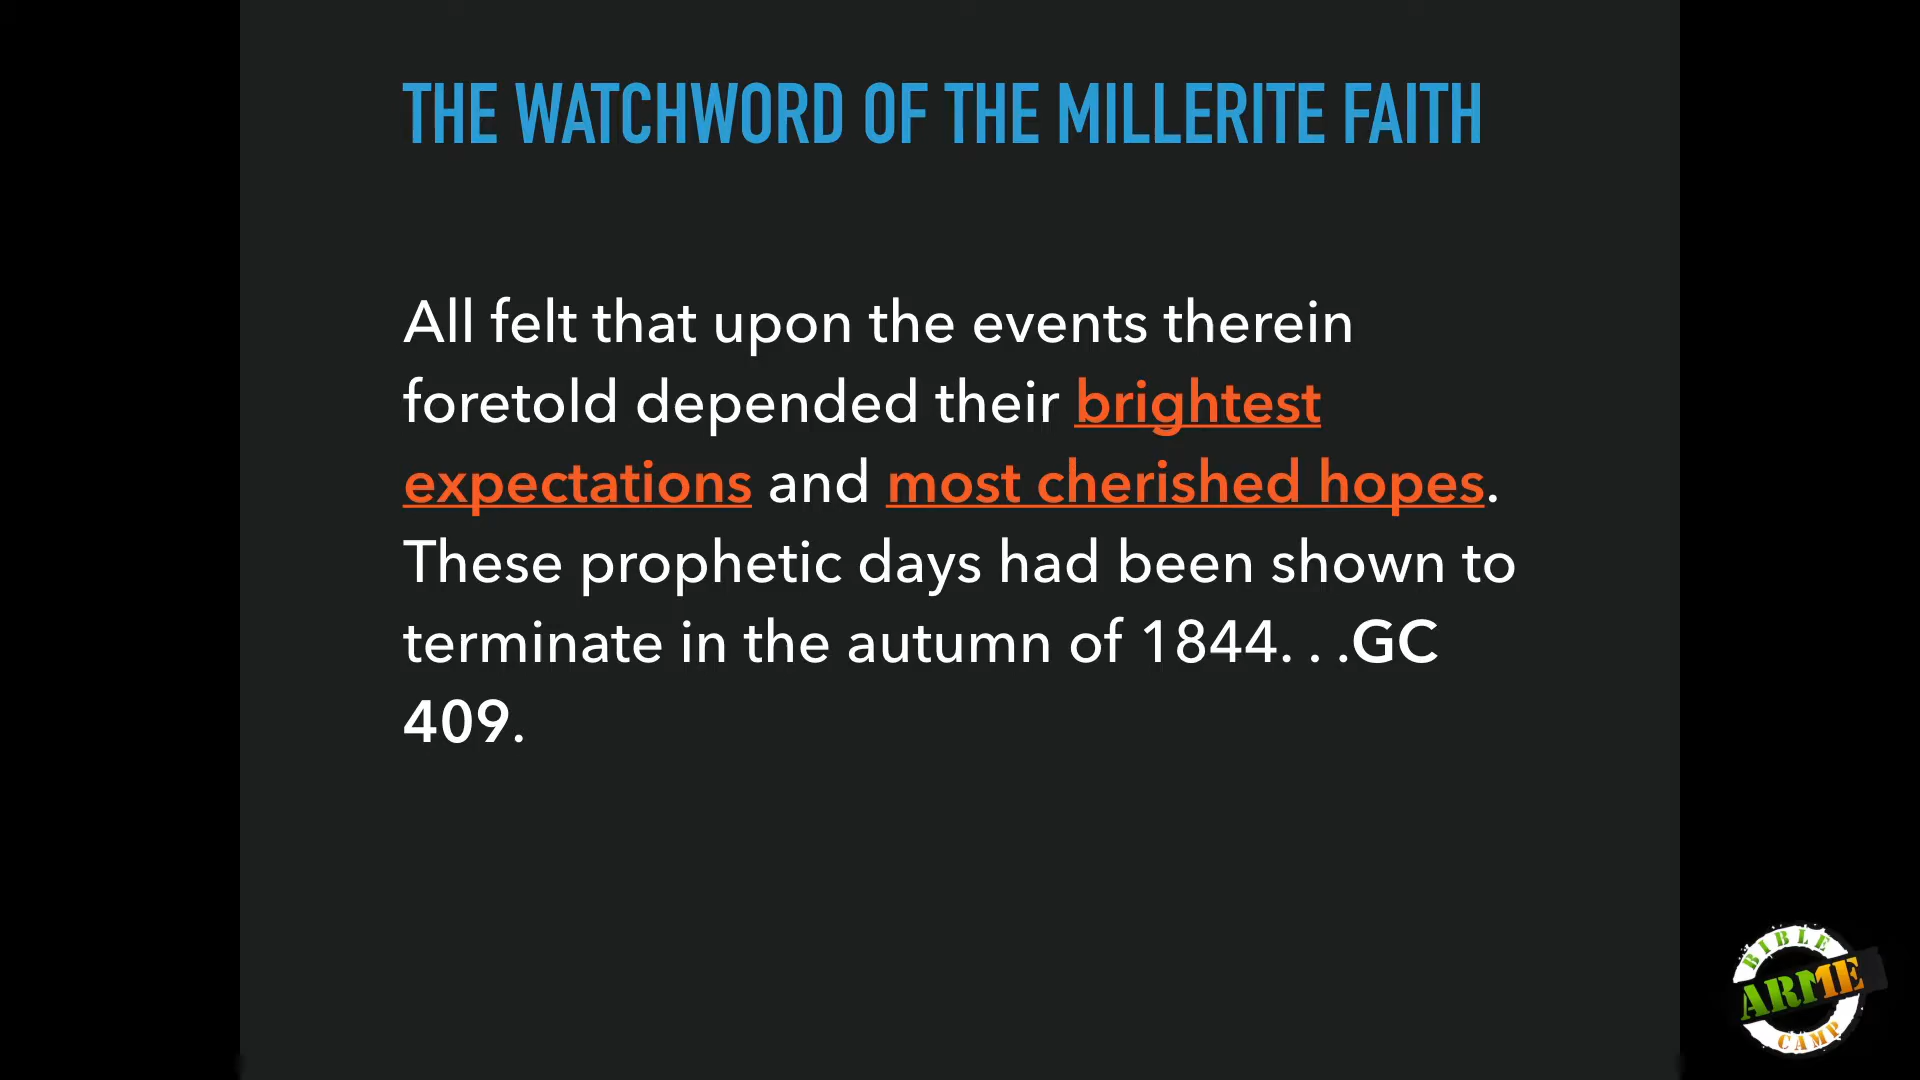 THE WATCHWORD OF THE MILLERITE FAITH
All felt that upon the events therein
foretold depended their brightest
expectations and most cherished hopes.
These prophetic days had been shown to
terminate in the autumn of 1844. . .GC
409.
BIBLE
ARME
CAMP